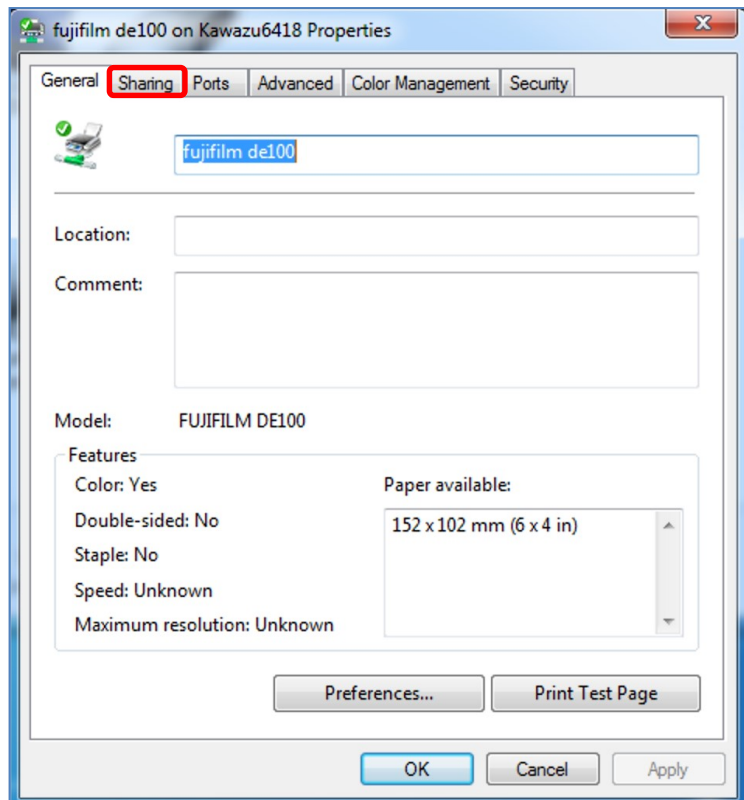 fujifilm de100 on Kawazu6418 Properties
General Sharing Ports Advanced Color Management Security
fujifilm de100
Location:
Comment:
Model: FUJIFILM DE100
Features
Color: Yes
Double-sided: No
Staple: No
Speed: Unknown
Maximum resolution: Unknown
Paper available:
152 x 102 mm (6 x 4 in)
Preferences... Print Test Page
OK Cancel Apply